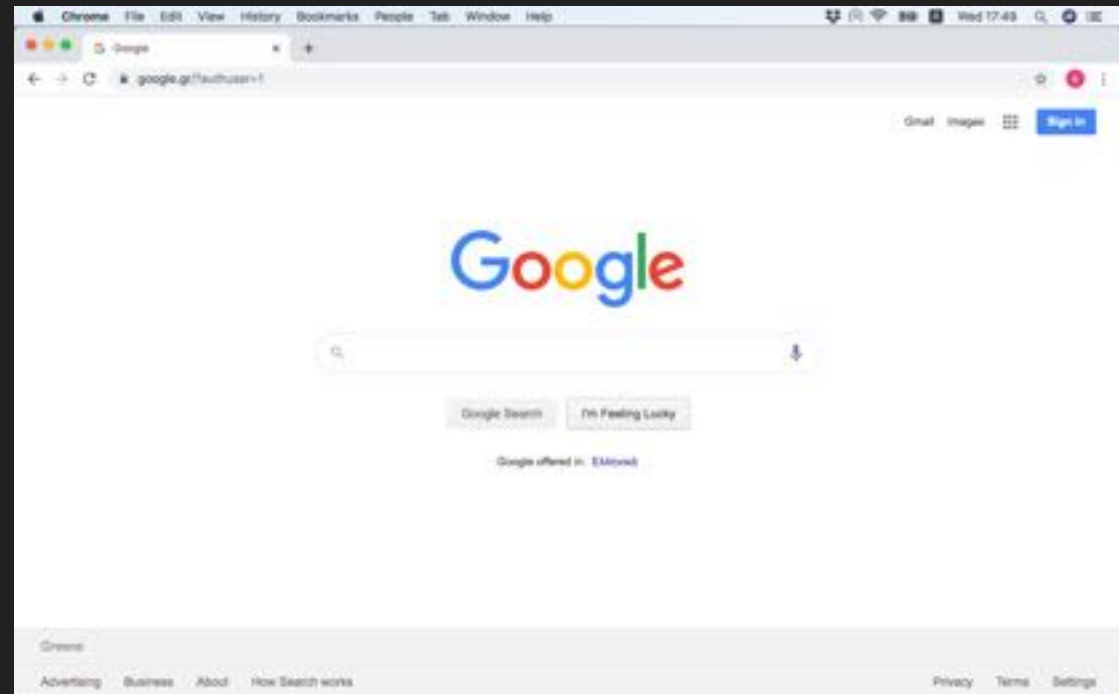 Chrome File Edit View History Bookmarks People Tab Window Help Wed 17:49
Google
google.gr/?authuser=1
Gmail Images Sign in
Google
Google Search I'm Feeling Lucky
Google offered in: Ελληνικά
Greece
Advertising Business About How Search works Privacy Terms Settings